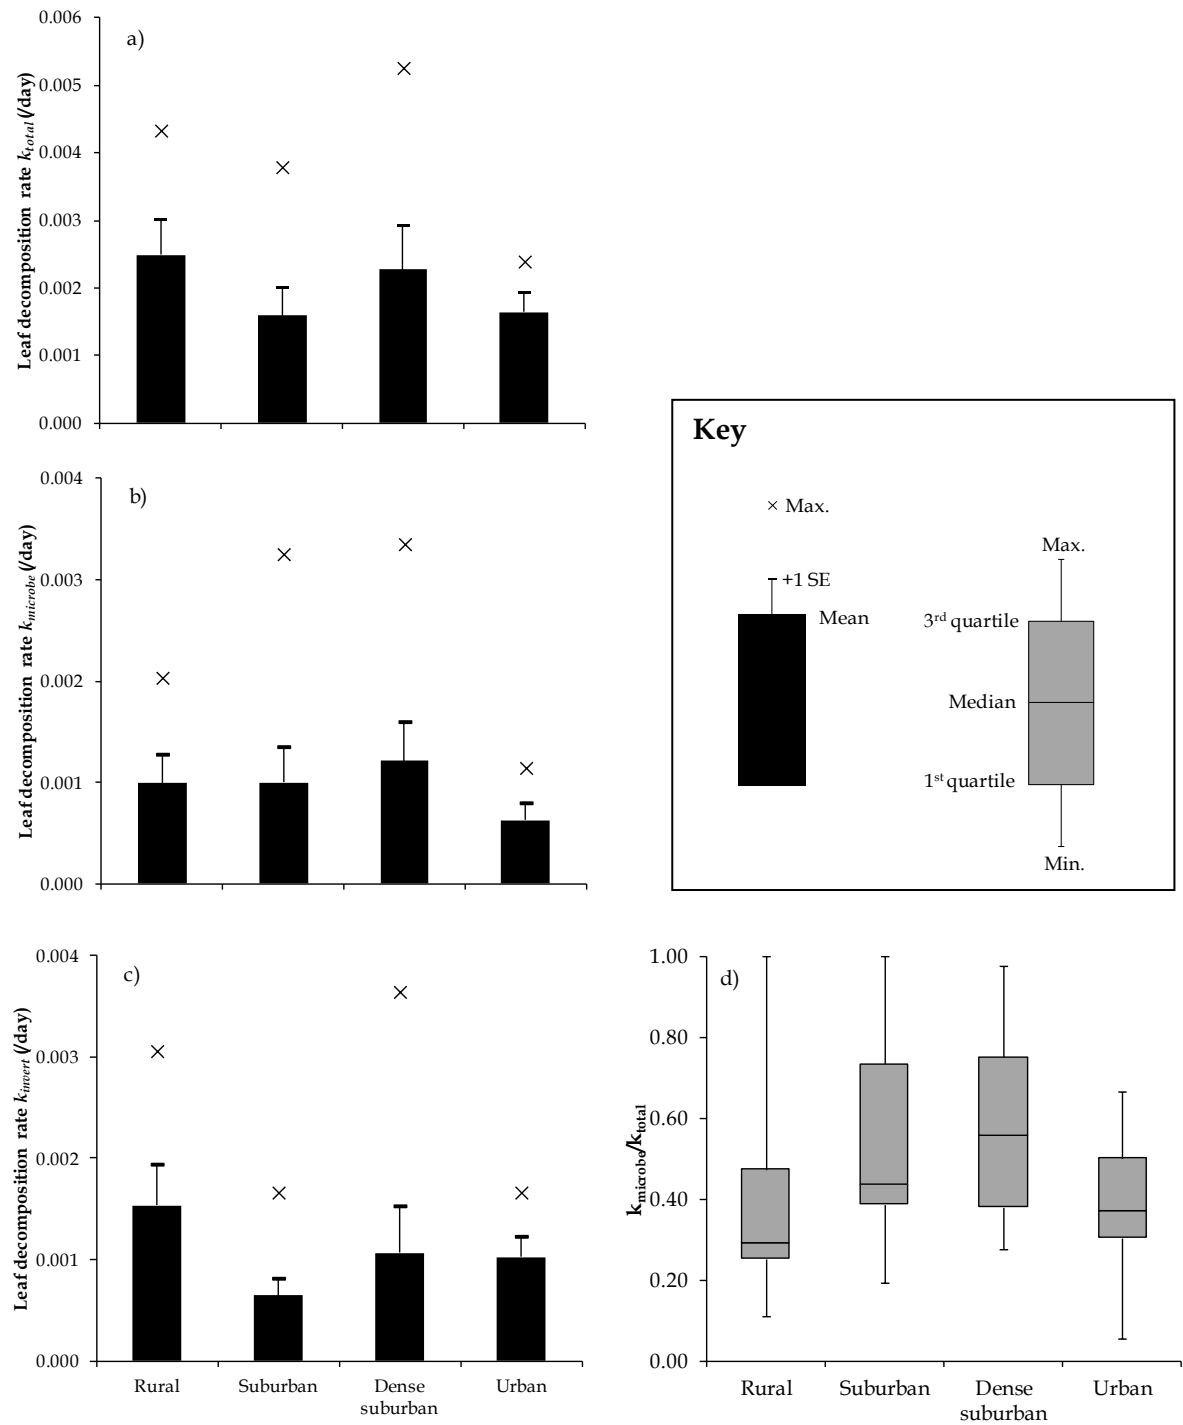 a)
Leaf decomposition rate k_total (/day)
0.006
0.005
0.004
0.003
0.002
0.001
0.000
b)
Leaf decomposition rate k_microbe (/day)
0.004
0.003
0.002
0.001
0.000
Key
× Max.
+1 SE
Mean
Max.
3rd quartile
Median
1st quartile
Min.
c)
Leaf decomposition rate k_invert (/day)
0.004
0.003
0.002
0.001
0.000
Rural
Suburban
Dense
suburban
Urban
d)
k_microbe/k_total
1.00
0.80
0.60
0.40
0.20
0.00
Rural
Suburban
Dense
suburban
Urban